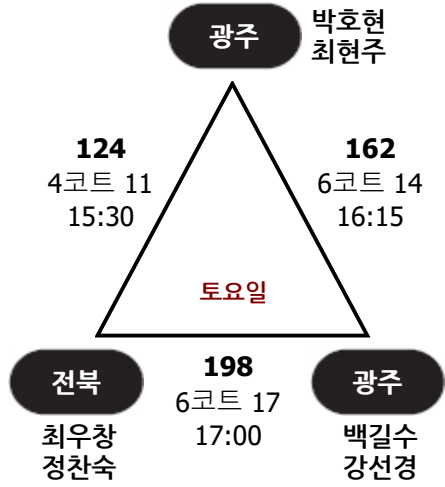 광주
박호현
최현주
124
4코트 11
15:30
162
6코트 14
16:15
토요일
전북
최우창
정찬숙
198
6코트 17
17:00
광주
백길수
강선경